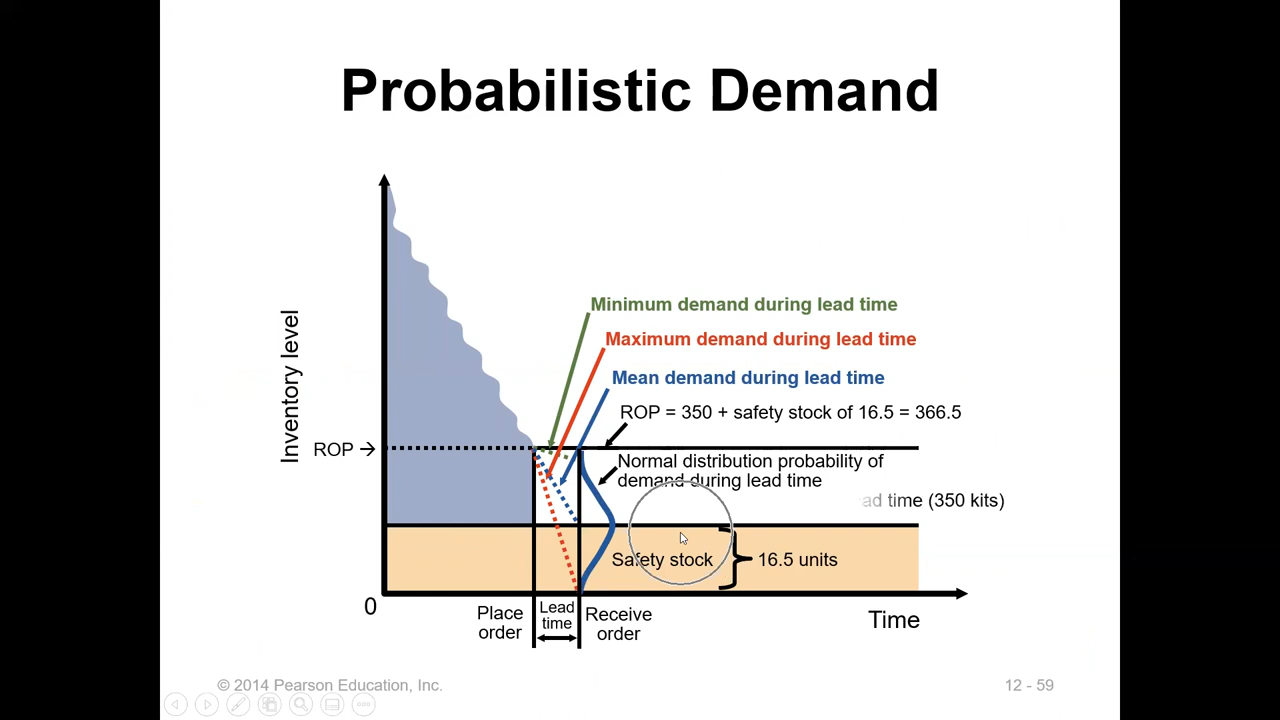 Probabilistic Demand
Inventory level
Minimum demand during lead time
Maximum demand during lead time
Mean demand during lead time
ROP = 350 + safety stock of 16.5 = 366.5
ROP →
Normal distribution probability of
demand during lead time
ad time (350 kits)
Safety stock
16.5 units
0
Place
order
Lead
time
Receive
order
Time
© 2014 Pearson Education, Inc.
12 - 59